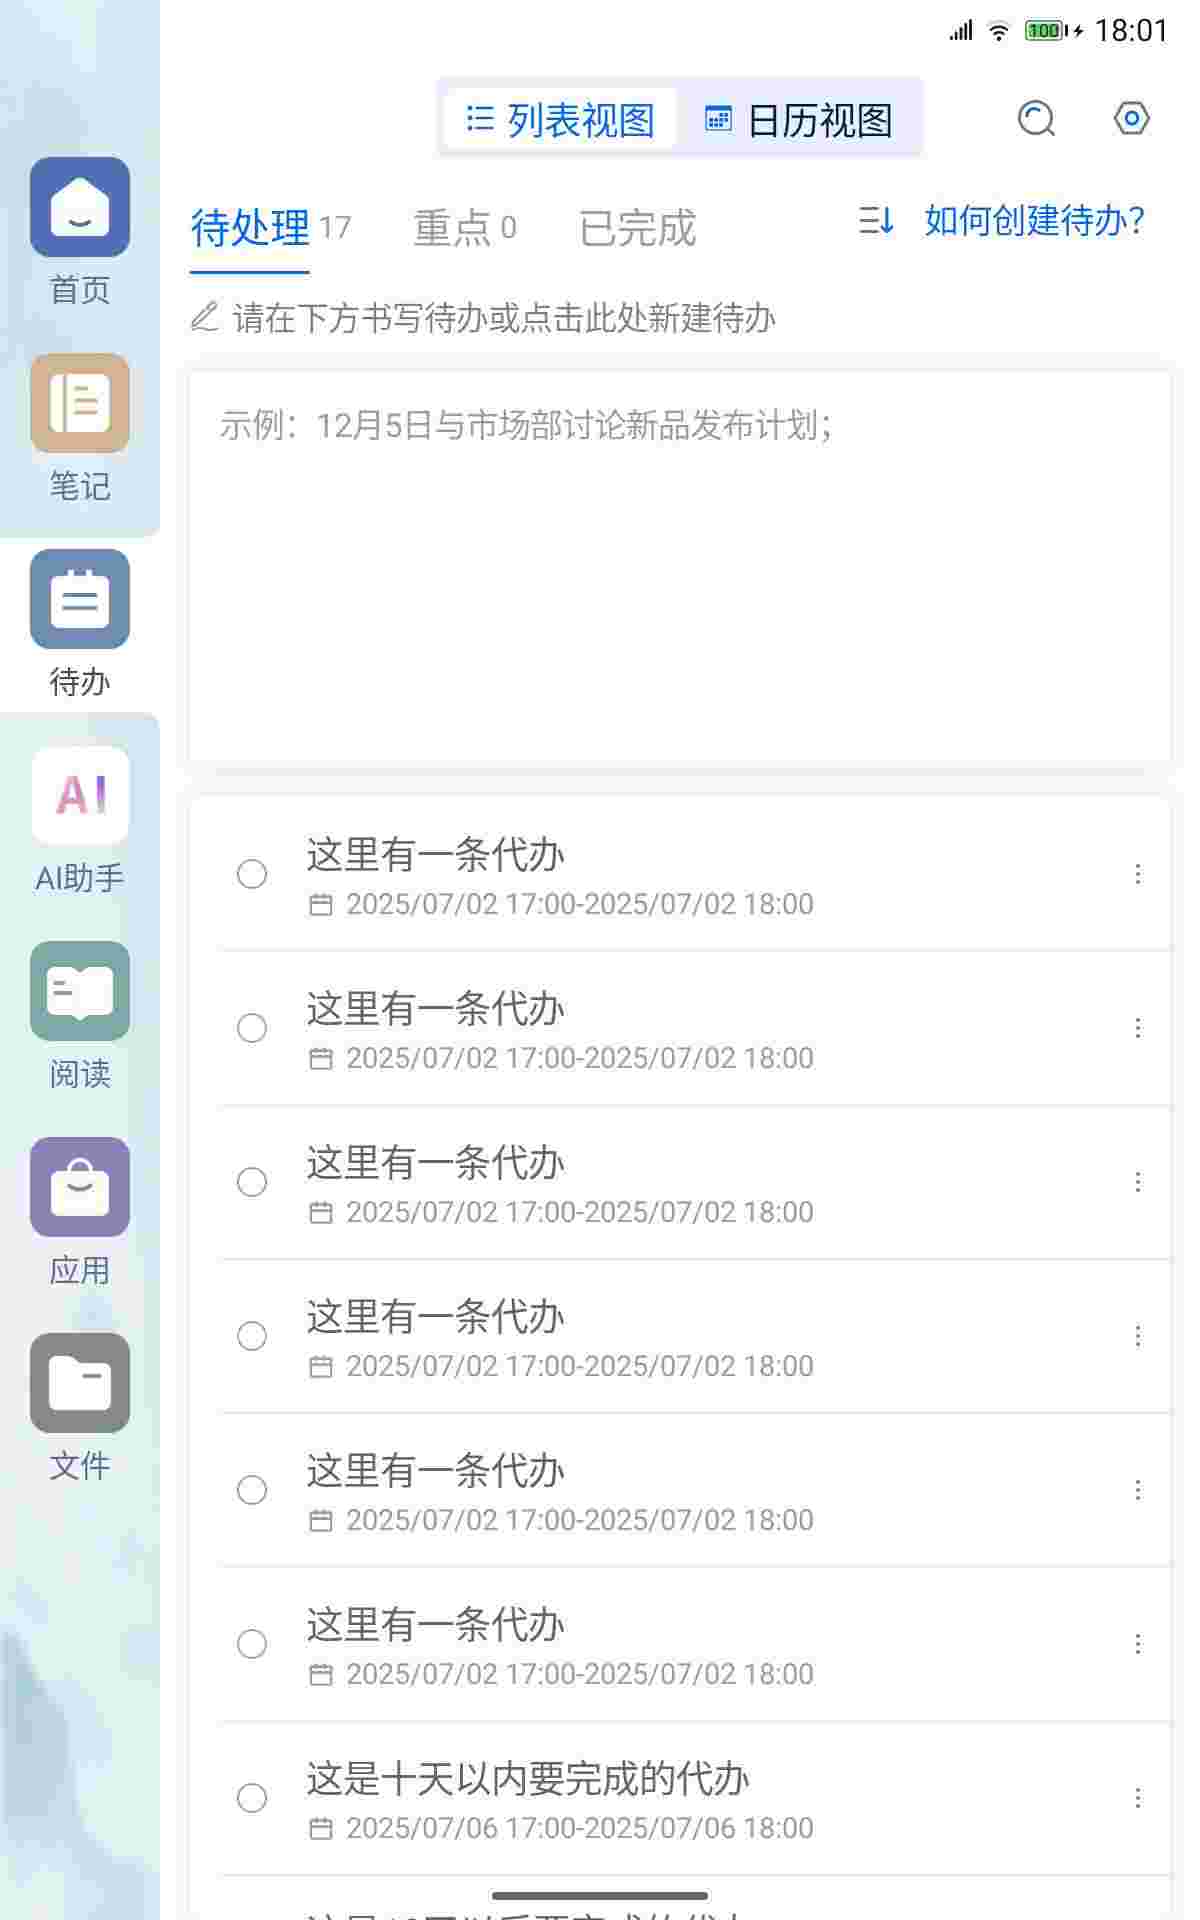 100 18:01
列表视图 日历视图
待处理 17 重点 0 已完成 如何创建待办?
请在下方书写待办或点击此处新建待办
示例：12月5日与市场部讨论新品发布计划;
首页
笔记
待办
AI
AI助手
阅读
应用
文件
这里有一条代办
2025/07/02 17:00-2025/07/02 18:00
这里有一条代办
2025/07/02 17:00-2025/07/02 18:00
这里有一条代办
2025/07/02 17:00-2025/07/02 18:00
这里有一条代办
2025/07/02 17:00-2025/07/02 18:00
这里有一条代办
2025/07/02 17:00-2025/07/02 18:00
这里有一条代办
2025/07/02 17:00-2025/07/02 18:00
这是十天以内要完成的代办
2025/07/06 17:00-2025/07/06 18:00